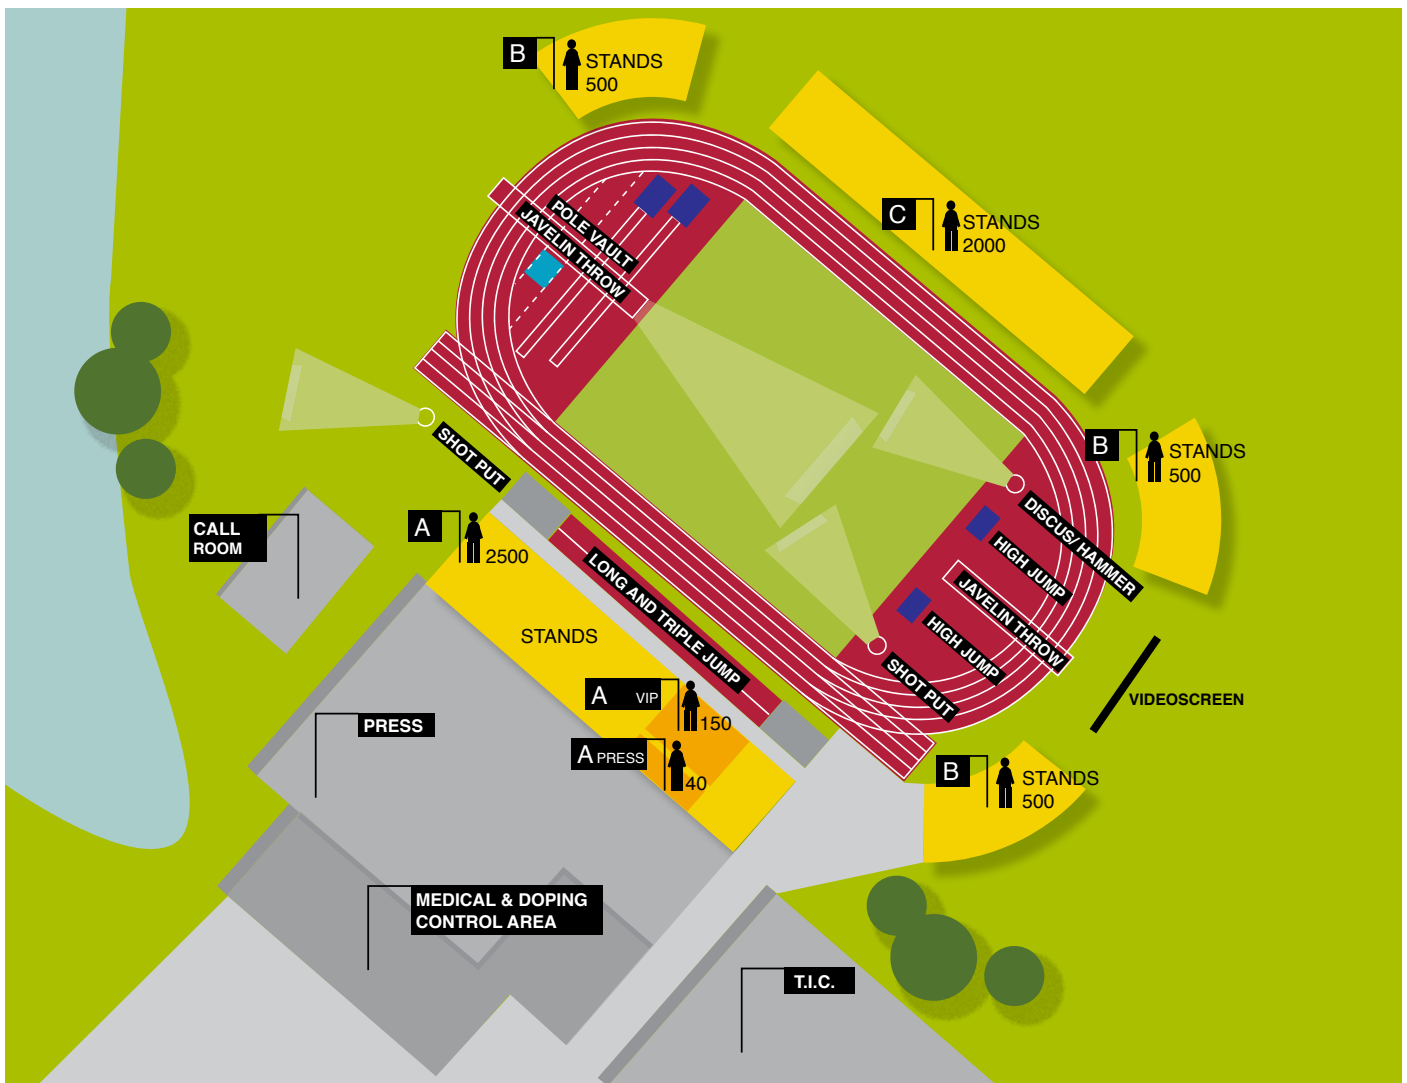 B
STANDS
500
C
STANDS
2000
POLE VAULT
JAVELIN THROW
B
STANDS
500
SHOT PUT
DISCUS/ HAMMER
HIGH JUMP
JAVELIN THROW
HIGH JUMP
SHOT PUT
CALL
ROOM
A
2500
STANDS
LONG AND TRIPLE JUMP
A VIP
150
A PRESS
40
PRESS
VIDEOSCREEN
B
STANDS
500
MEDICAL & DOPING
CONTROL AREA
T.I.C.